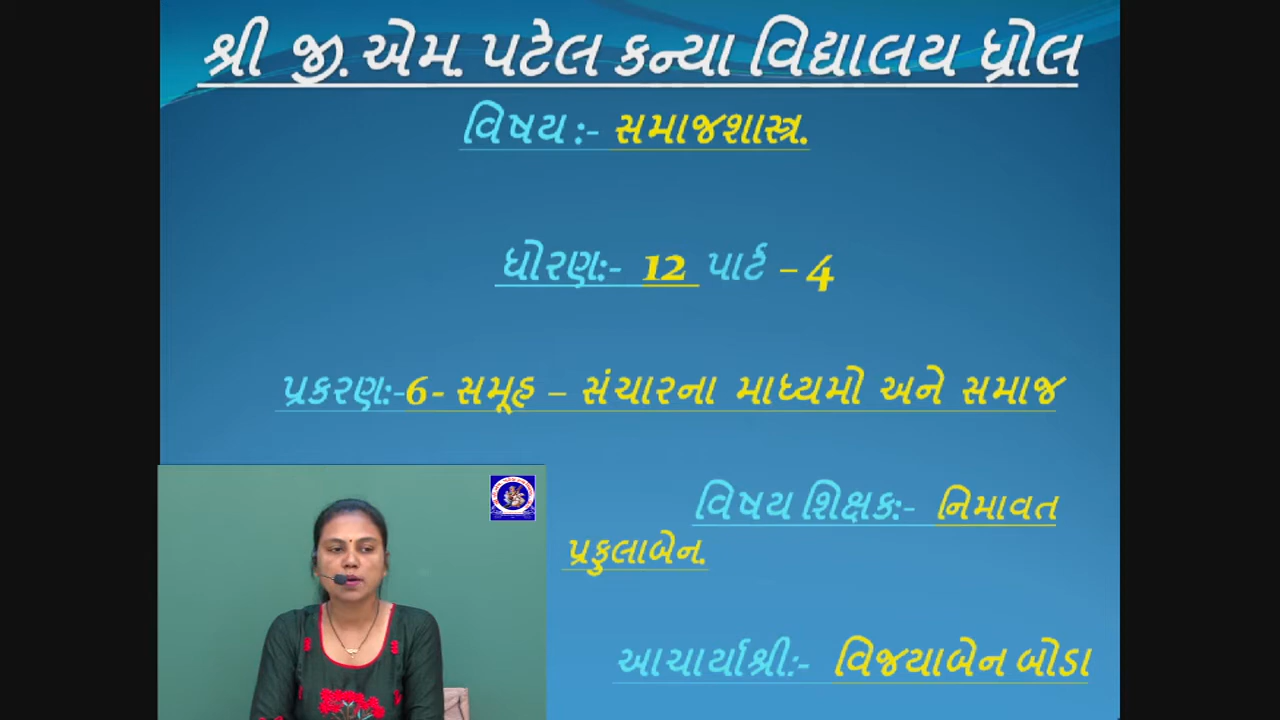 શ્રી જી.એમ. પટેલ કન્યા વિદ્યાલય ધ્રોલ
વિષય :- સમાજશાસ્ત્ર.
ધોરણ:- 12 પાર્ટ – 4
પ્રકરણ:-6- સમૂહ – સંચારના માધ્યમો અને સમાજ
વિષય શિક્ષક:- નિમાવત
પ્રફુલાબેન.
આચાર્યાશ્રી:- વિજયાબેન બોડા